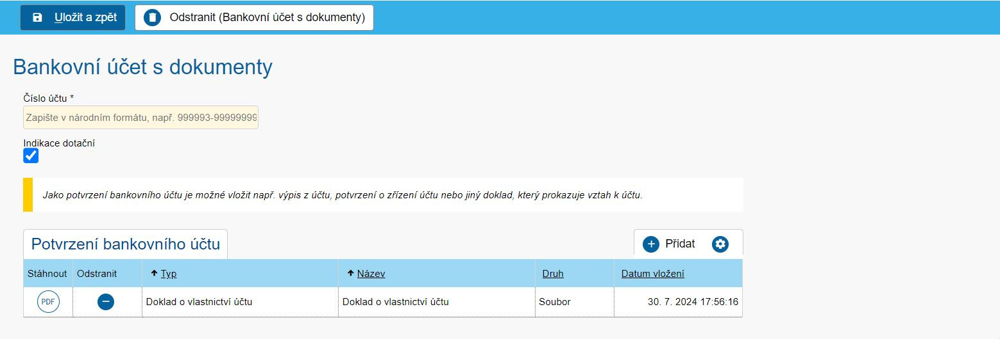 Uložit a zpět Odstranit (Bankovní účet s dokumenty)
Bankovní účet s dokumenty
Číslo účtu *
Zapište v národním formátu, např. 999993-99999999
Indikace dotační
Jako potvrzení bankovního účtu je možné vložit např. výpis z účtu, potvrzení o zřízení účtu nebo jiný doklad, který prokazuje vztah k účtu.
Potvrzení bankovního účtu Přidat
Stáhnout Odstranit Typ Název Druh Datum vložení
PDF Doklad o vlastnictví účtu Doklad o vlastnictví účtu Soubor 30. 7. 2024 17:56:16